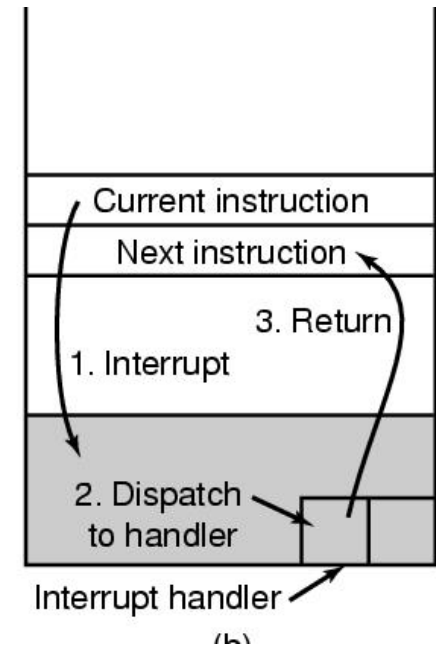 Current instruction
Next instruction
3. Return
1. Interrupt
2. Dispatch
to handler
Interrupt handler
(b)